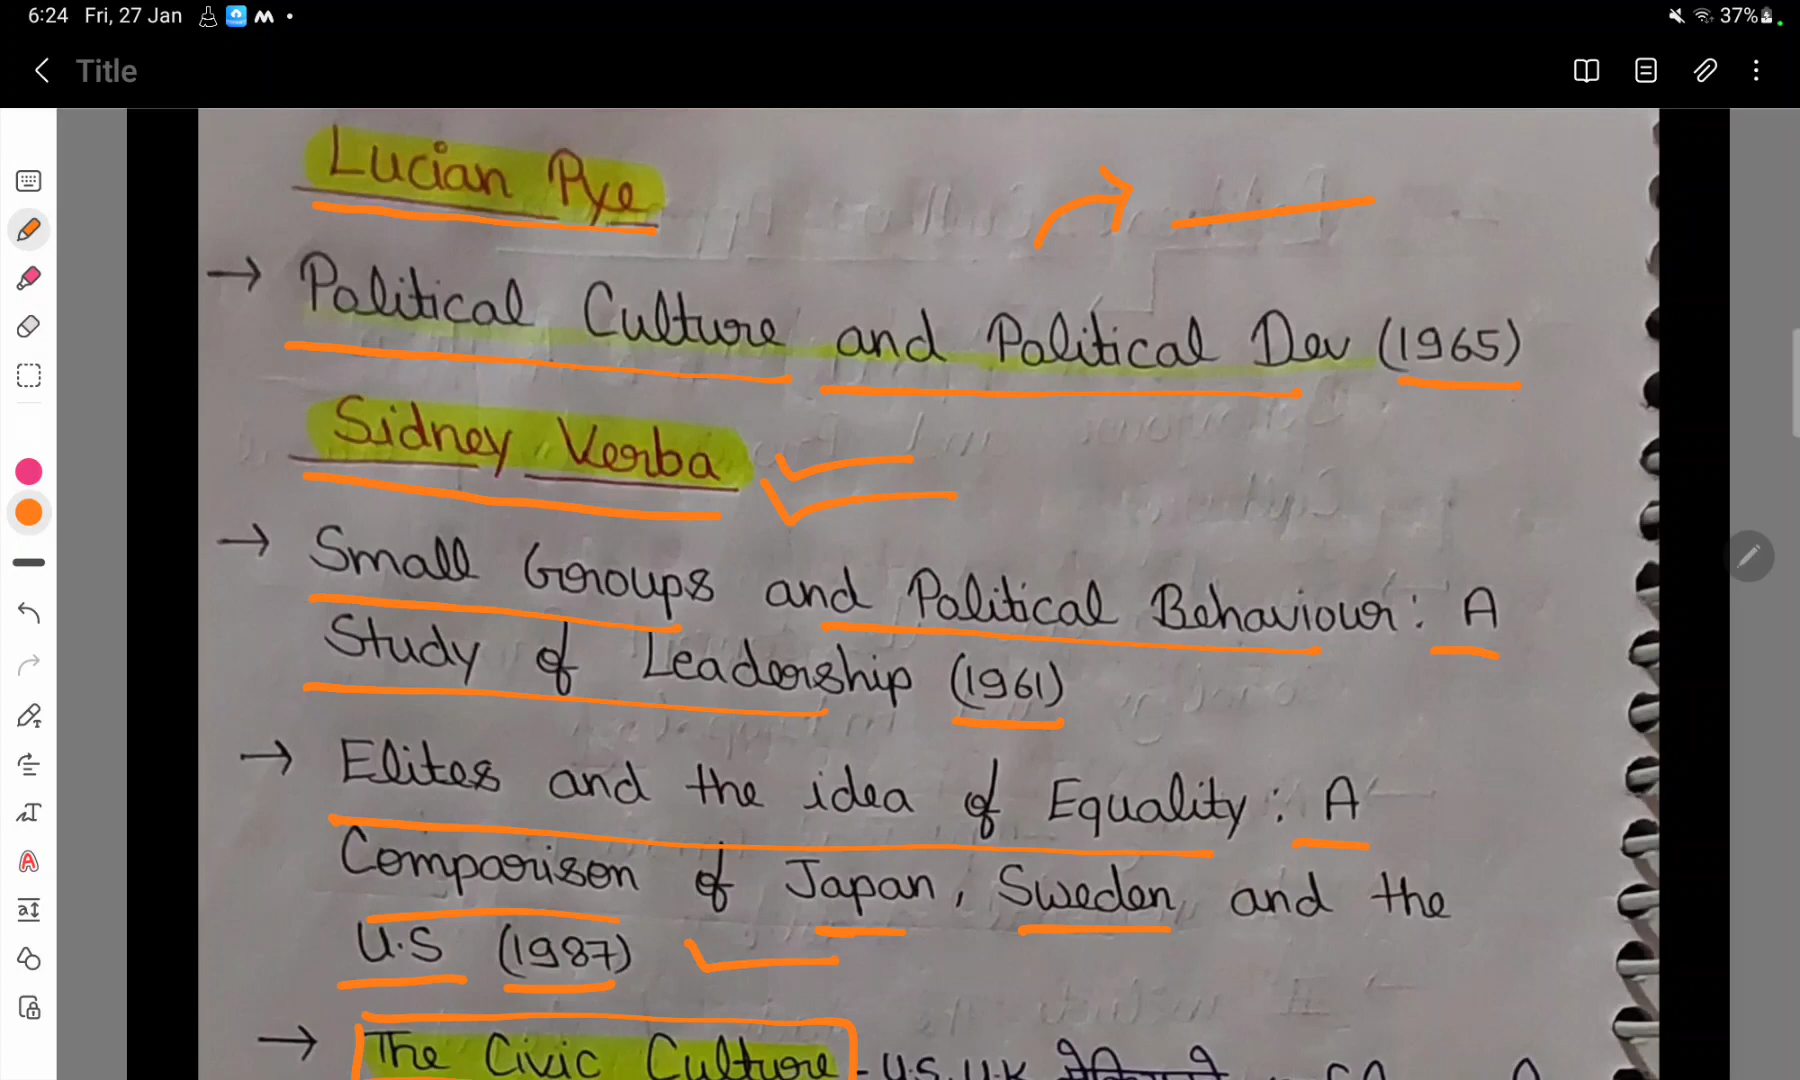 6:24 Fri, 27 Jan
37%
Title
Lucian Pye
→ Political Culture and Political Dev (1965)
Sidney Verba
→ Small Groups and Political Behaviour: A
Study of Leadership (1961)
→ Elites and the idea of Equality: A
Comparison of Japan, Sweden and the
U.S (1987)
→ The Civic Culture - U.S, U.K